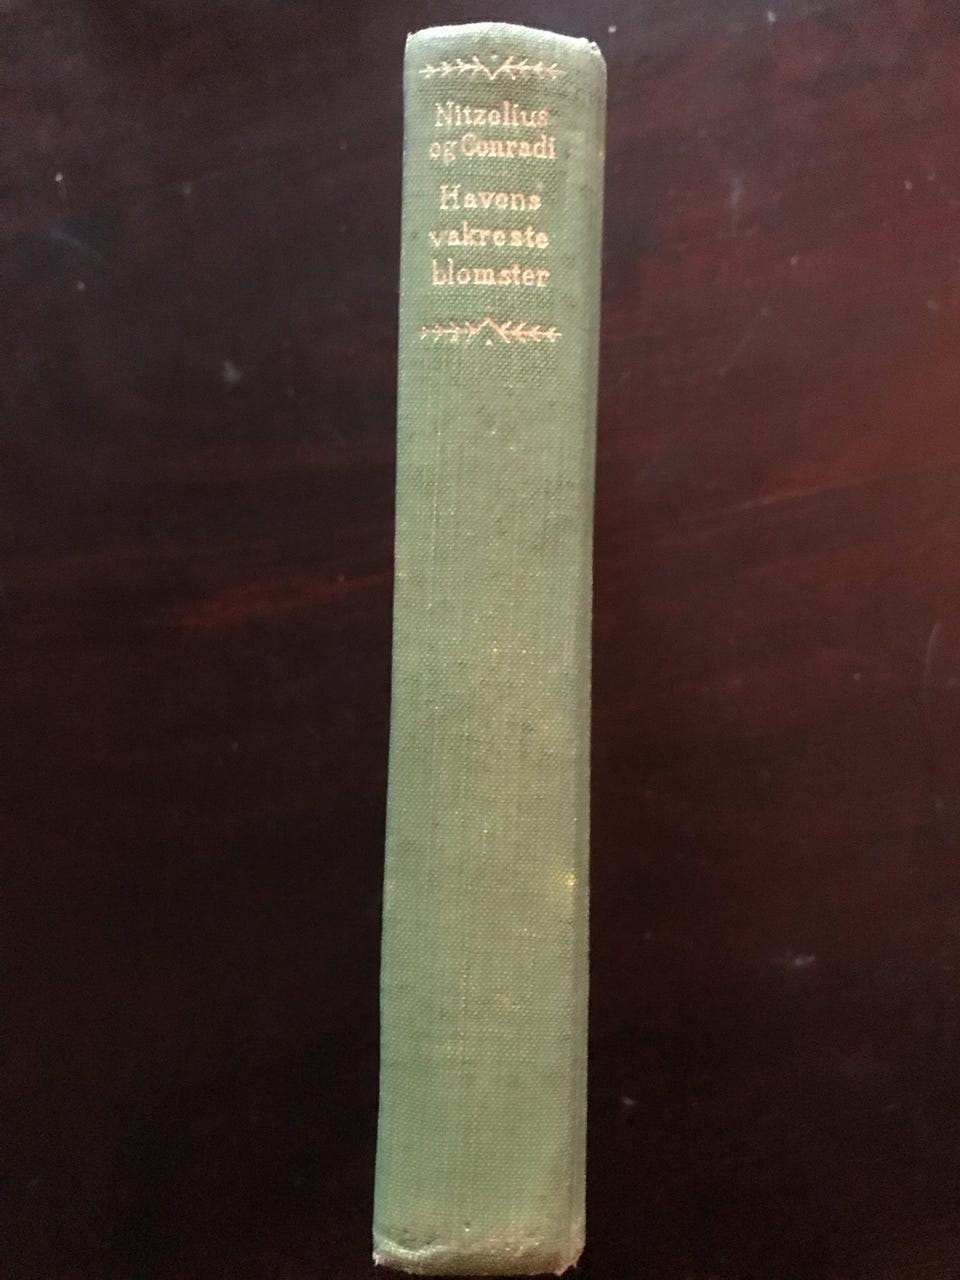 Nitzelius
og Conradi
Havens
vakreste
blomster